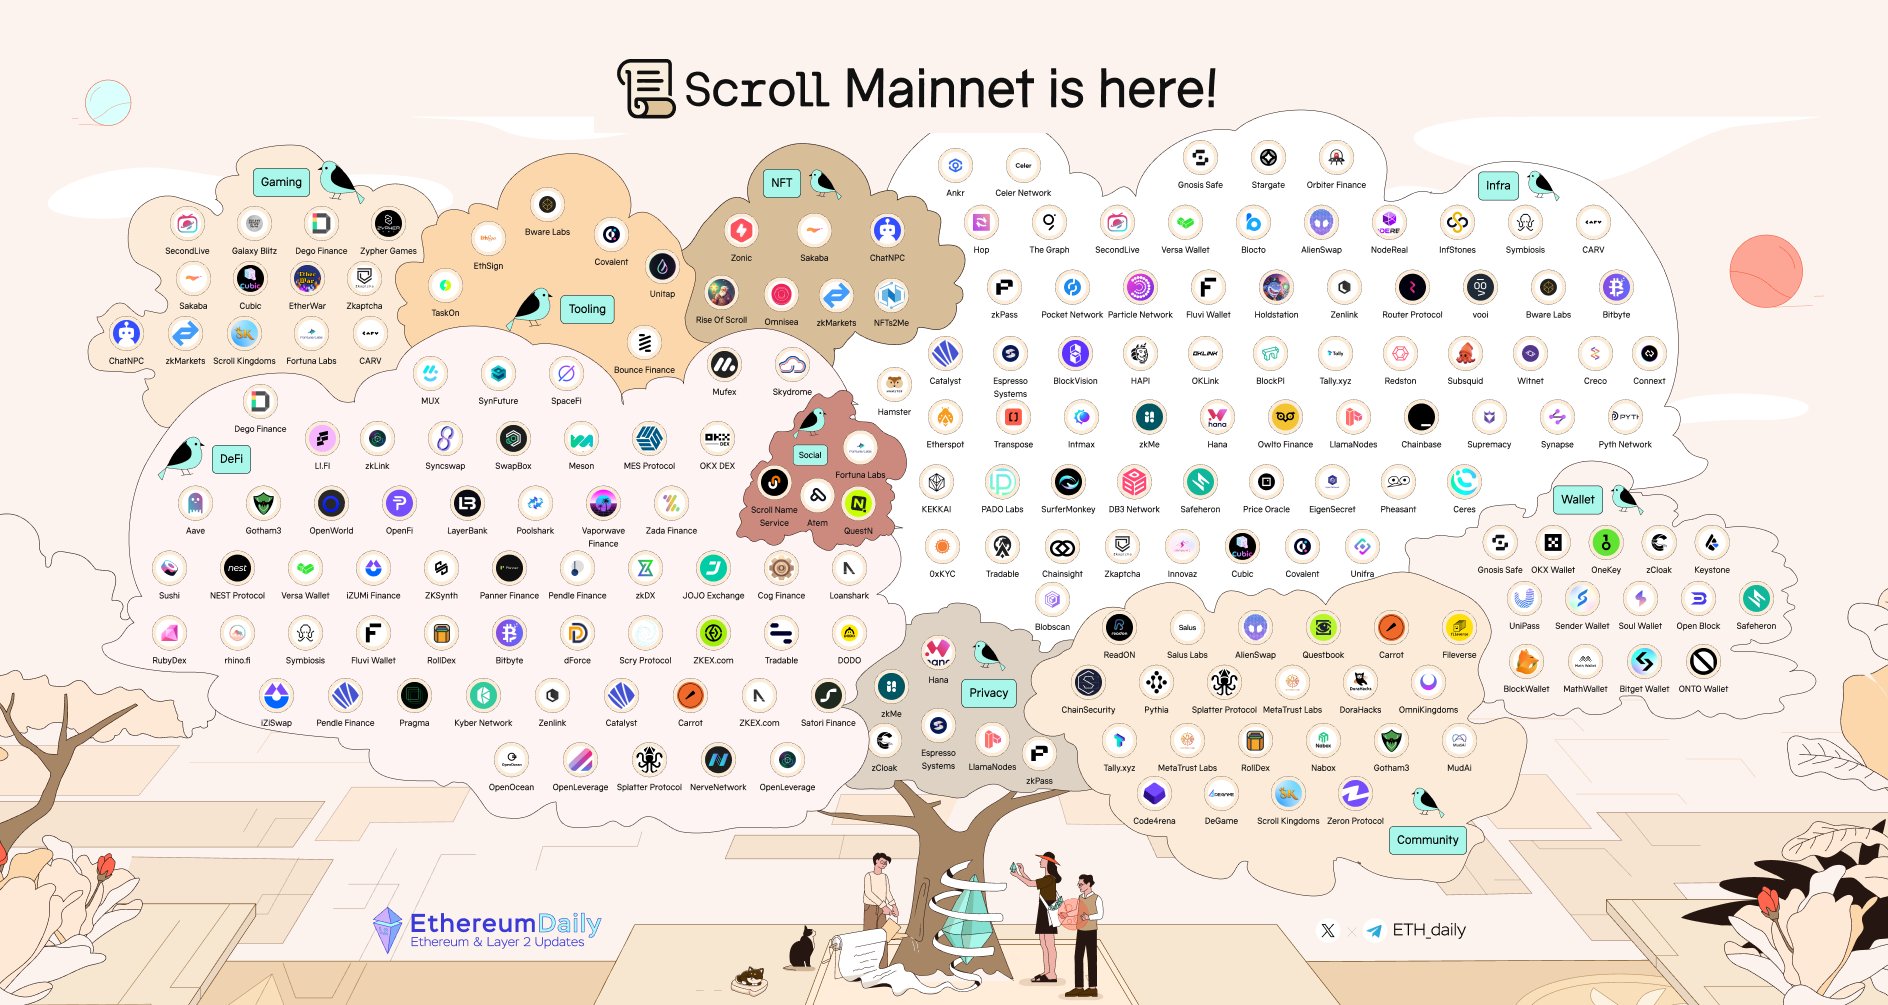 Scroll Mainnet is here!
Gaming
SecondLive
Galaxy Blitz
Dego Finance
Zypher Games
Sakaba
Cubic
EtherWar
Zkaptcha
ChatNPC
zkMarkets
Scroll Kingdoms
Fortuna Labs
CARV
Tooling
Bware Labs
EthSign
Covalent
Unitap
TaskOn
Bounce Finance
NFT
Zonic
Sakaba
ChatNPC
Rise Of Scroll
Omnisea
zkMarkets
NFTs2Me
Infra
Ankr
Celer Network
Gnosis Safe
Stargate
Orbiter Finance
Hop
The Graph
SecondLive
Versa Wallet
Blocto
AlienSwap
NodeReal
InfStones
Symbiosis
CARV
zkPass
Pocket Network
Particle Network
Fluvi Wallet
Holdstation
Zenlink
Router Protocol
vooi
Bware Labs
Bitbyte
Catalyst
Espresso
Systems
BlockVision
HAPI
OKLink
BlockPI
Tally.xyz
Redston
Subsquid
Witnet
Creco
Connext
Hamster
Etherspot
Transpose
Intmax
zkMe
Hana
Owlto Finance
LlamaNodes
Chainbase
Supremacy
Synapse
Pyth Network
KEKKAI
PADO Labs
SurferMonkey
DB3 Network
Safeheron
Price Oracle
EigenSecret
Pheasant
Ceres
0xKYC
Tradable
Chainsight
Zkaptcha
Innovaz
Cubic
Covalent
Unifra
Blobscan
DeFi
MUX
SynFuture
SpaceFi
Mufex
Skydrome
Dego Finance
LI.FI
zkLink
Syncswap
SwapBox
Meson
MES Protocol
OKX DEX
Aave
Gotham3
OpenWorld
OpenFi
LayerBank
Poolshark
Vaporwave
Finance
Zada Finance
Sushi
NEST Protocol
Versa Wallet
iZUMi Finance
ZKSynth
Panner Finance
Pendle Finance
zkDX
JOJO Exchange
Cog Finance
Loanshark
RubyDex
rhino.fi
Symbiosis
Fluvi Wallet
RollDex
Bitbyte
dForce
Scry Protocol
ZKEX.com
Tradable
DODO
iZiSwap
Pendle Finance
Pragma
Kyber Network
Zenlink
Catalyst
Carrot
ZKEX.com
Satori Finance
OpenOcean
OpenLeverage
Splatter Protocol
NerveNetwork
OpenLeverage
Social
Fortuna Labs
Scroll Name
Service
Atem
QuestN
Wallet
Gnosis Safe
OKX Wallet
OneKey
zCloak
Keystone
UniPass
Sender Wallet
Soul Wallet
Open Block
Safeheron
BlockWallet
MathWallet
Bitget Wallet
ONTO Wallet
Privacy
Hana
zkMe
zCloak
Espresso
Systems
LlamaNodes
zkPass
Community
ReadON
Salus Labs
AlienSwap
Questbook
Carrot
Fileverse
ChainSecurity
Pythia
Splatter Protocol
MetaTrust Labs
DoraHacks
OmniKingdoms
Tally.xyz
MetaTrust Labs
RollDex
Nabox
Gotham3
MudAi
Code4rena
DeGame
Scroll Kingdoms
Zeron Protocol
EthereumDaily
Ethereum & Layer 2 Updates
ETH_daily